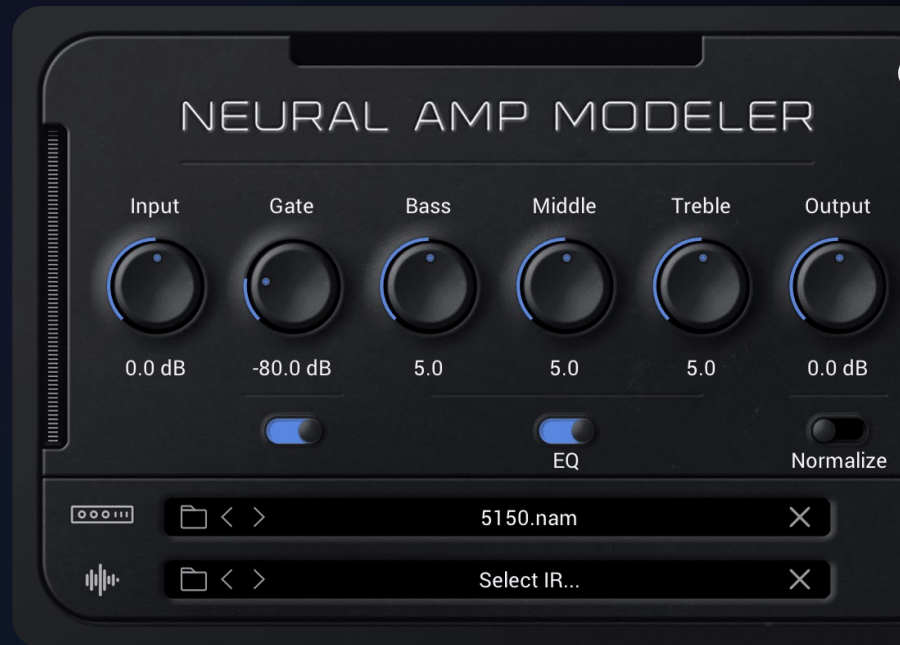 NEURAL AMP MODELER
Input Gate Bass Middle Treble Output
0.0 dB -80.0 dB 5.0 5.0 5.0 0.0 dB
EQ Normalize
5150.nam
Select IR...